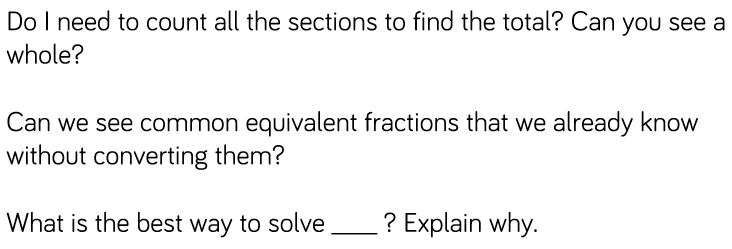 Do I need to count all the sections to find the total? Can you see a
whole?
Can we see common equivalent fractions that we already know
without converting them?
What is the best way to solve ____ ? Explain why.